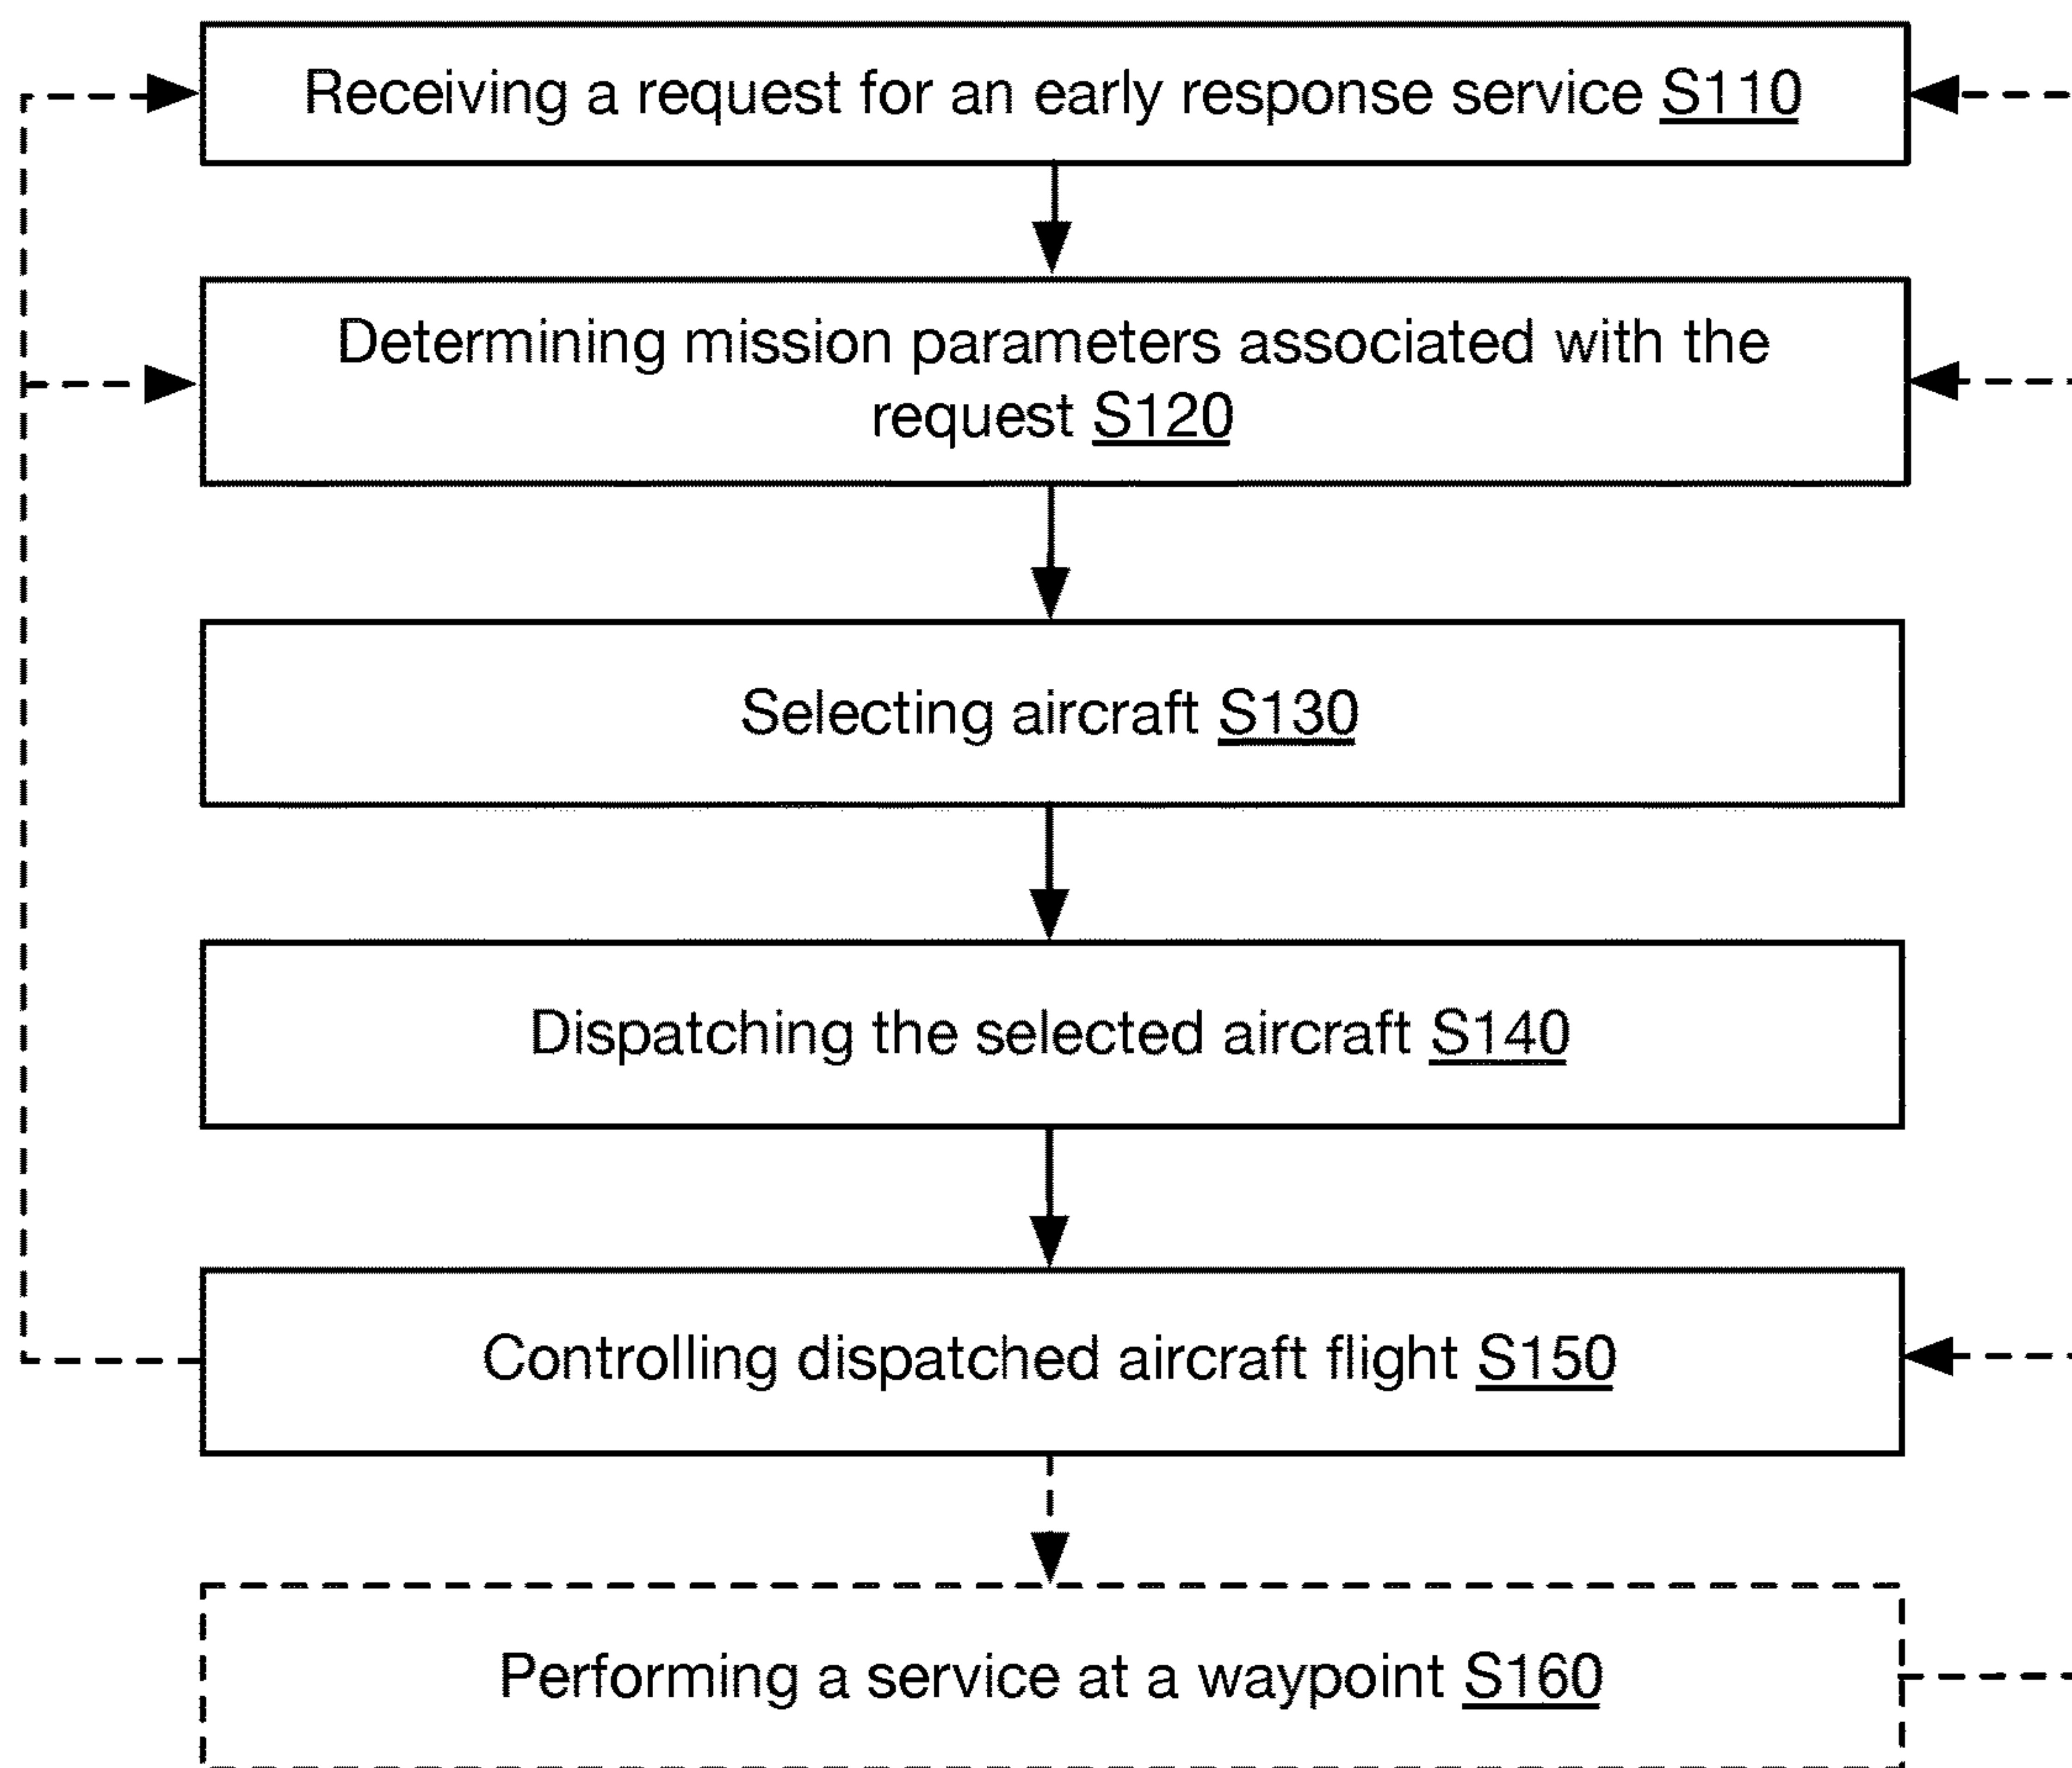 Receiving a request for an early response service S110
Determining mission parameters associated with the
request S120
Selecting aircraft S130
Dispatching the selected aircraft S140
Controlling dispatched aircraft flight S150
Performing a service at a waypoint S160